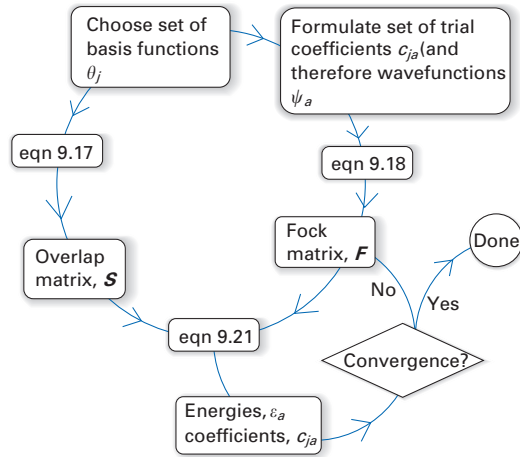 Choose set of
basis functions
θj
Formulate set of trial
coefficients cja(and
therefore wavefunctions
ψa
eqn 9.17
eqn 9.18
Overlap
matrix, S
Fock
matrix, F
Done
No
Yes
eqn 9.21
Convergence?
Energies, εa
coefficients, cja